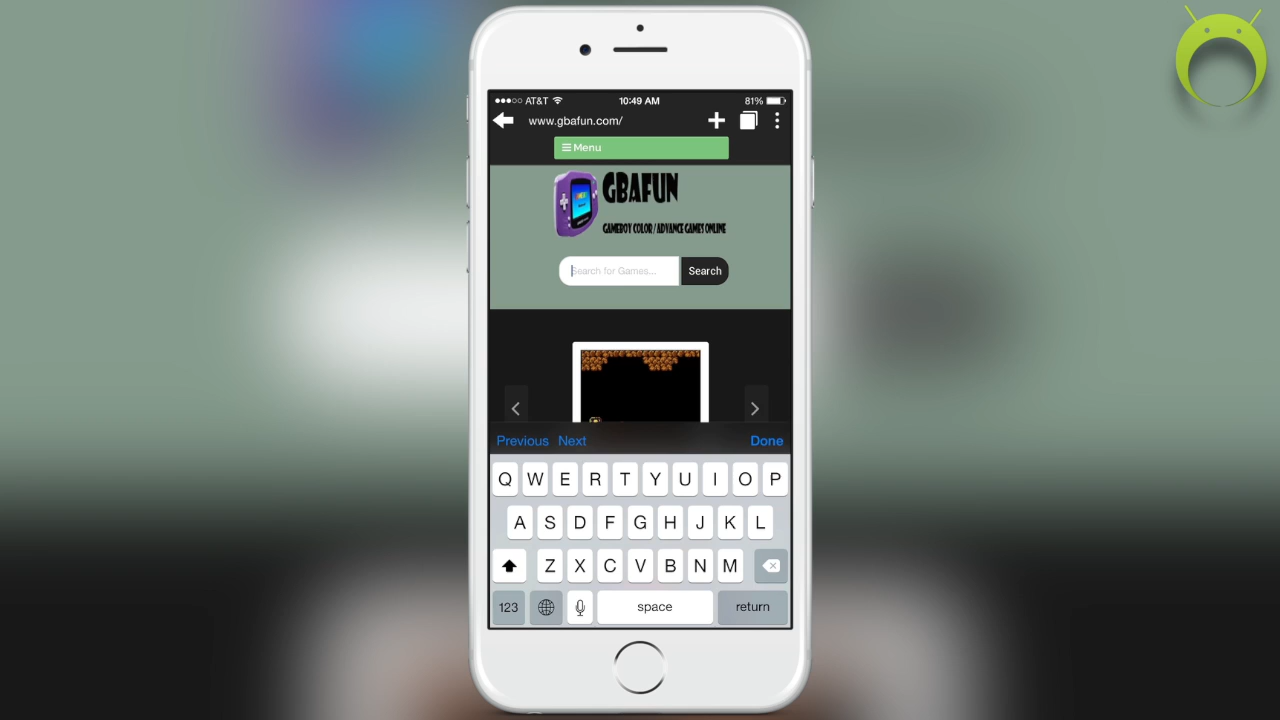 AT&T 10:49 AM 81%
www.gbafun.com/
Menu
GBAFUN
GAMEBOY COLOR/ADVANCE GAMES ONLINE
Search for Games... Search
Previous Next Done
Q W E R T Y U I O P
A S D F G H J K L
Z X C V B N M
123 space return